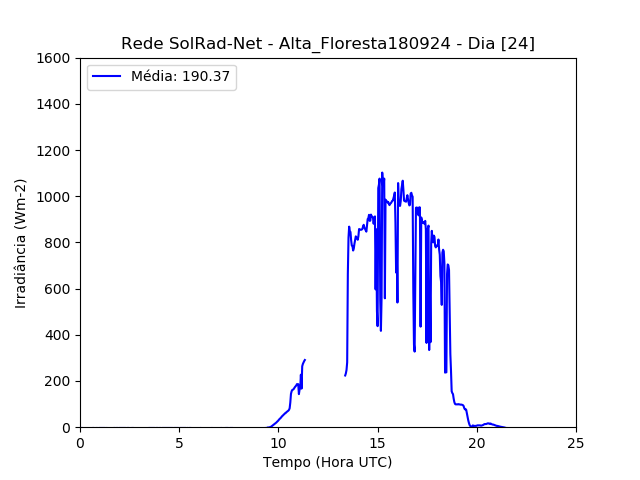 Rede SolRad-Net - Alta_Floresta180924 - Dia [24]
Média: 190.37
1600
1400
1200
1000
800
600
400
200
0
Irradiância (Wm-2)
0 5 10 15 20 25
Tempo (Hora UTC)